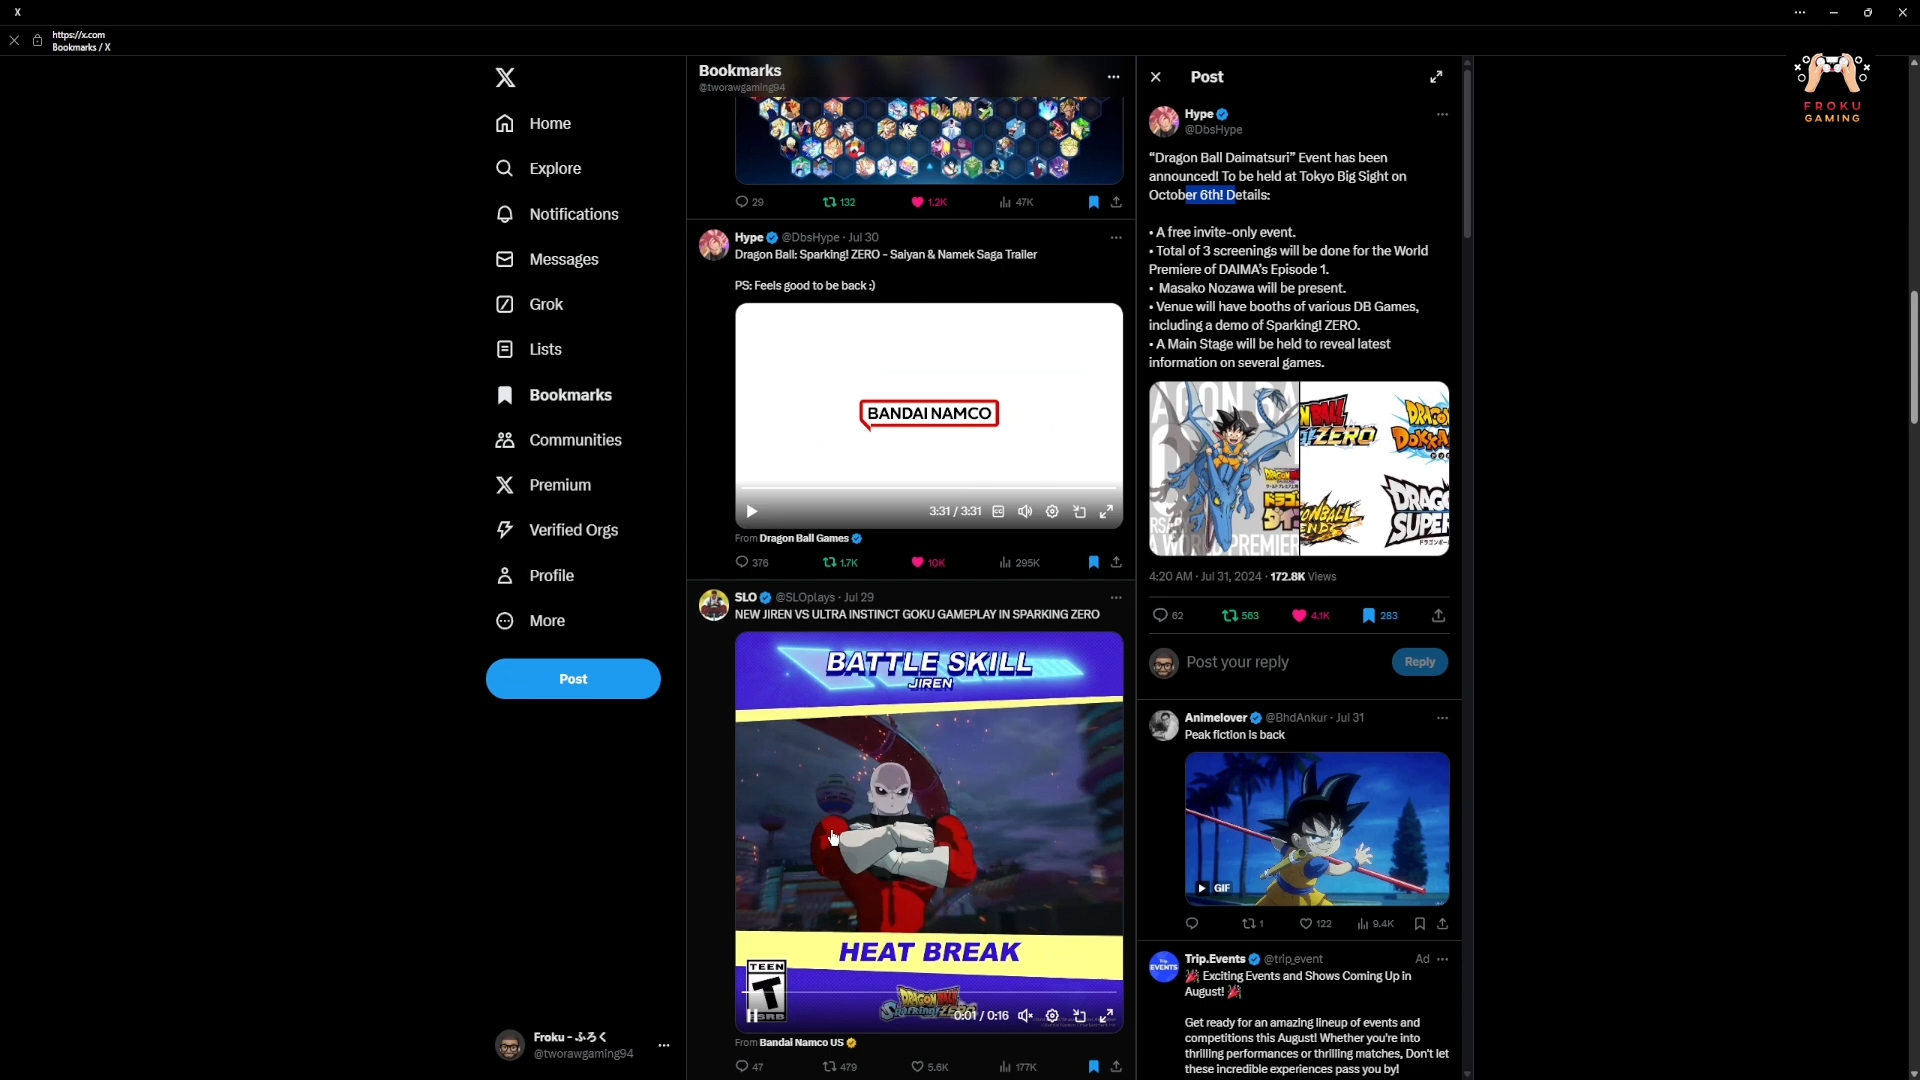 X
https://x.com
Bookmarks / X
FROKU
GAMING
Home
Explore
Notifications
Messages
Grok
Lists
Bookmarks
Communities
Premium
Verified Orgs
Profile
More
Post
Froku - ふろく
@tworawgaming94
Bookmarks
@tworawgaming94
29
132
1.2K
47K
Hype @DbsHype · Jul 30
Dragon Ball: Sparking! ZERO - Saiyan & Namek Saga Trailer
PS: Feels good to be back :)
BANDAI NAMCO
3:31 / 3:31
From Dragon Ball Games
376
1.7K
10K
295K
SLO @SLOplays · Jul 29
NEW JIREN VS ULTRA INSTINCT GOKU GAMEPLAY IN SPARKING ZERO
BATTLE SKILL
JIREN
HEAT BREAK
TEEN
T
ESRB
DRAGON BALL
Sparking! ZERO
0:01 / 0:16
From Bandai Namco US
47
479
5.6K
177K
Post
Hype
@DbsHype
“Dragon Ball Daimatsuri” Event has been
announced! To be held at Tokyo Big Sight on
October 6th! Details:
• A free invite-only event.
• Total of 3 screenings will be done for the World
Premiere of DAIMA’s Episode 1.
• Masako Nozawa will be present.
• Venue will have booths of various DB Games,
including a demo of Sparking! ZERO.
• A Main Stage will be held to reveal latest
information on several games.
4:20 AM · Jul 31, 2024 · 172.8K Views
62
563
4.1K
283
Post your reply
Reply
Animelover @BhdAnkur · Jul 31
Peak fiction is back
GIF
1
122
9.4K
Trip.
EVENTS
Trip.Events @trip_event
Ad
🎉 Exciting Events and Shows Coming Up in
August! 🎉
Get ready for an amazing lineup of events and
competitions this August! Whether you're into
thrilling performances or thrilling matches, Don't let
these incredible experiences pass you by!